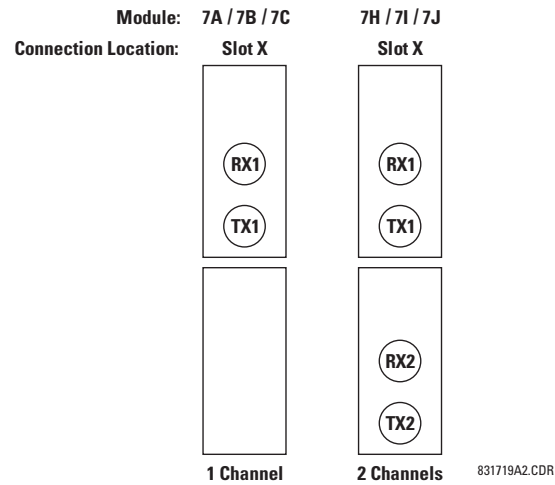 Module: 7A / 7B / 7C 7H / 7I / 7J
Connection Location: Slot X Slot X
RX1 RX1
TX1 TX1
RX2
TX2
1 Channel 2 Channels 831719A2.CDR